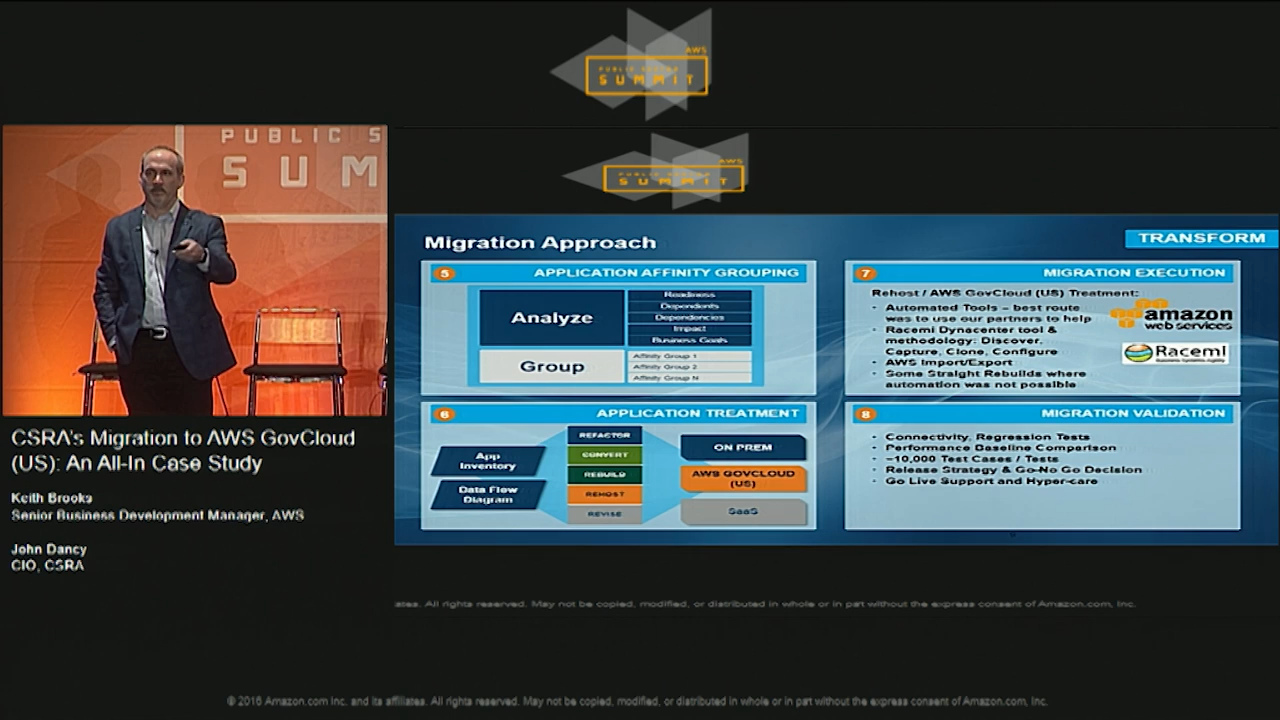 AWS
PUBLIC SECTOR
SUMMIT
AWS
PUBLIC SECTOR
SUMMIT
PUBLIC S
SUM
CSRA's Migration to AWS GovCloud
(US): An All-In Case Study
Keith Brooks
Senior Business Development Manager, AWS
John Dancy
CIO, CSRA
Migration Approach
TRANSFORM
5
APPLICATION AFFINITY GROUPING
Analyze
Readiness
Dependents
Dependencies
Impact
Business Goals
Group
Affinity Group 1
Affinity Group 2
Affinity Group N
6
APPLICATION TREATMENT
App
Inventory
Data Flow
Diagram
REFACTOR
CONVERT
REBUILD
REHOST
REVISE
ON PREM
AWS GOVCLOUD
(US)
SaaS
7
MIGRATION EXECUTION
Rehost / AWS GovCloud (US) Treatment:
• Automated Tools – best route
was to use our partners to help
• Racemi Dynacenter tool &
methodology: Discover,
Capture, Clone, Configure
• AWS Import/Export
• Some Straight Rebuilds where
automation was not possible
amazon
web services
Racemi
8
MIGRATION VALIDATION
• Connectivity, Regression Tests
• Performance Baseline Comparison
• ~10,000 Test Cases / Tests
• Release Strategy & Go-No Go Decision
• Go Live Support and Hyper-care
ates. All rights reserved. May not be copied, modified, or distributed in whole or in part without the express consent of Amazon.com, Inc.
© 2016 Amazon.com Inc. and its affiliates. All rights reserved. May not be copied, modified, or distributed in whole or in part without the express consent of Amazon.com, Inc.